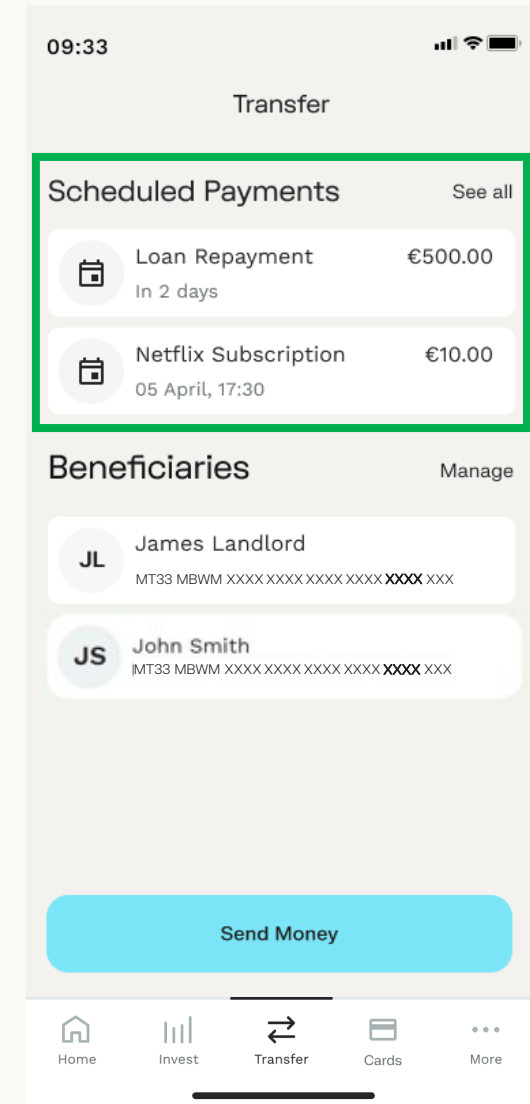 09:33
Transfer
Scheduled Payments See all
Loan Repayment €500.00
In 2 days
Netflix Subscription €10.00
05 April, 17:30
Beneficiaries Manage
JL James Landlord
MT33 MBWM XXXX XXXX XXXX XXXX XXXX XXX
JS John Smith
MT33 MBWM XXXX XXXX XXXX XXXX XXXX XXX
Send Money
Home Invest Transfer Cards More